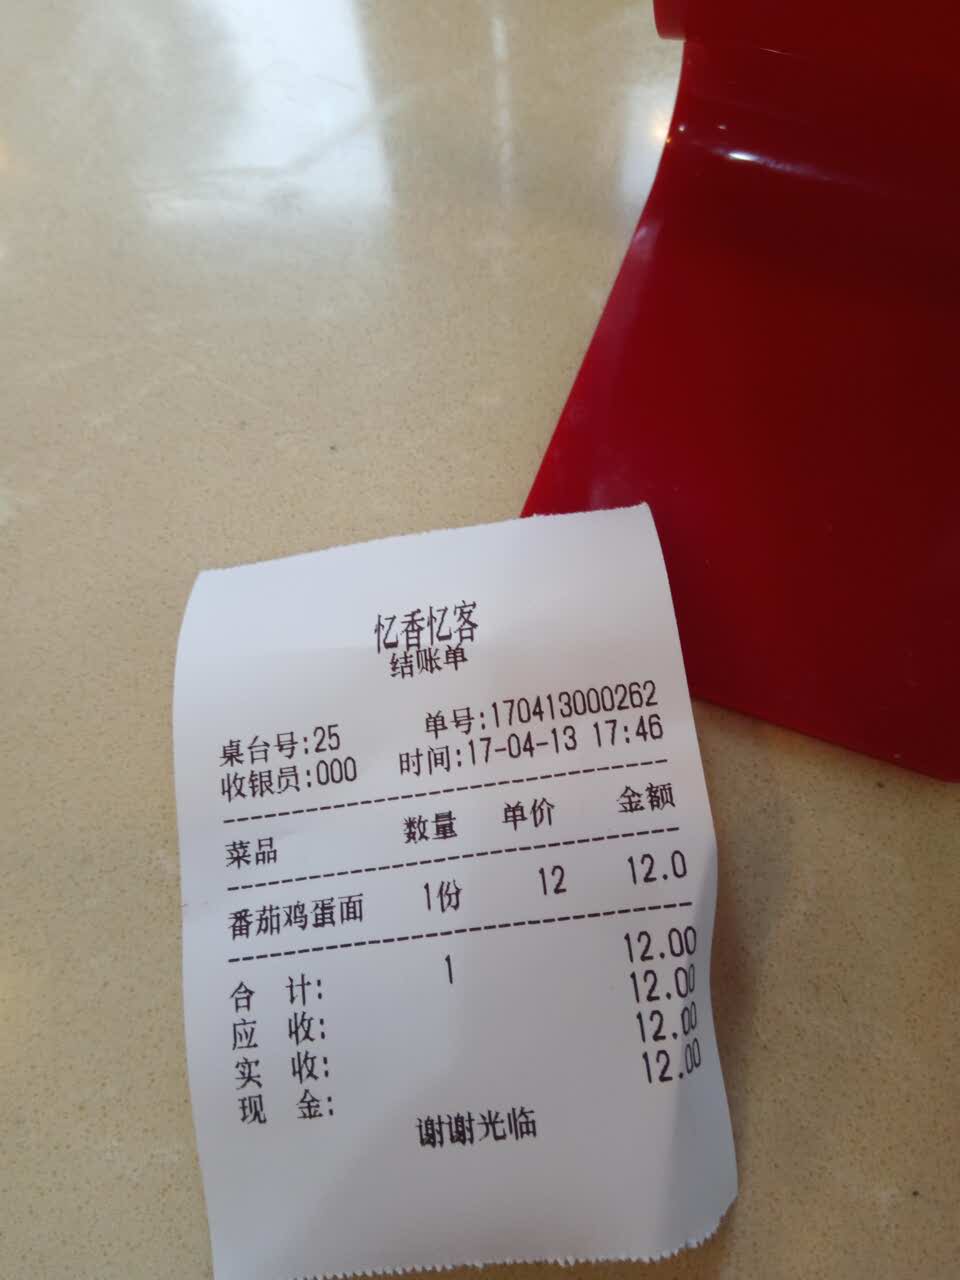 忆香忆客
结账单
桌台号:25 单号:170413000262
收银员:000 时间:17-04-13 17:46
菜品 数量 单价 金额
番茄鸡蛋面 1份 12 12.0
合 计: 1 12.00
应 收: 12.00
实 收: 12.00
现 金: 12.00
谢谢光临